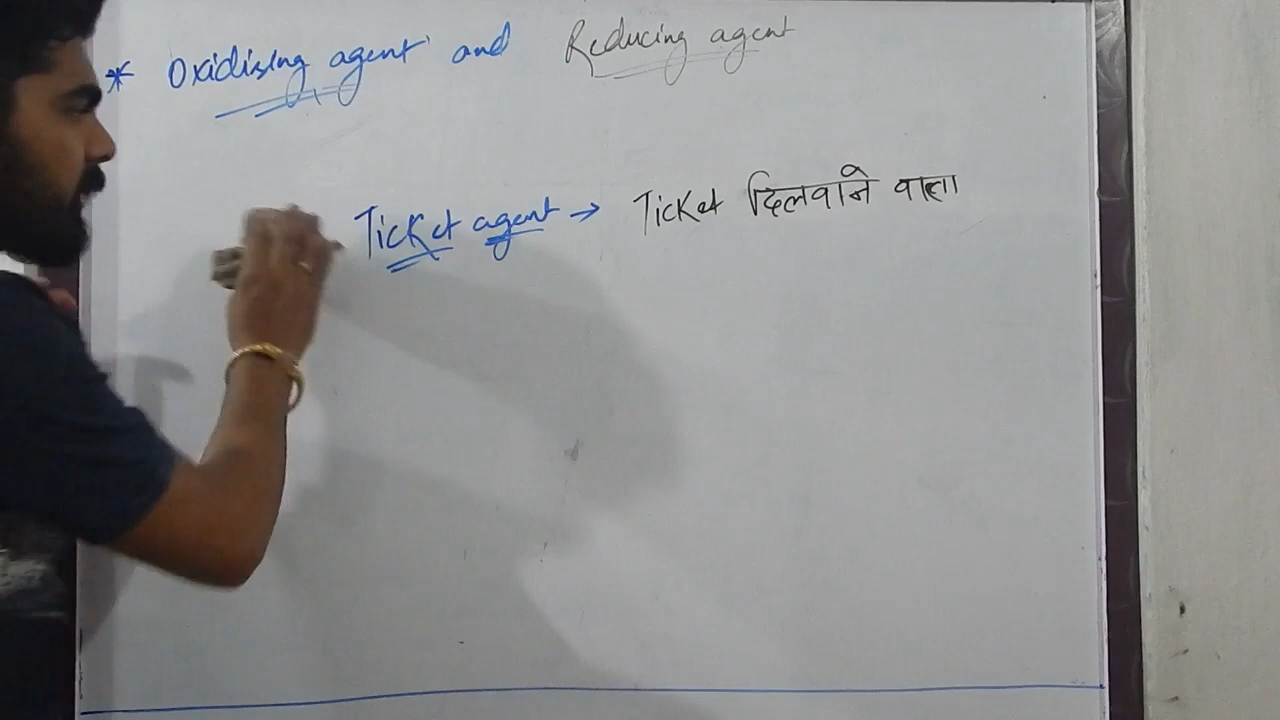 * Oxidising agent and Reducing agent
Ticket agent → Ticket दिलवाने वाला